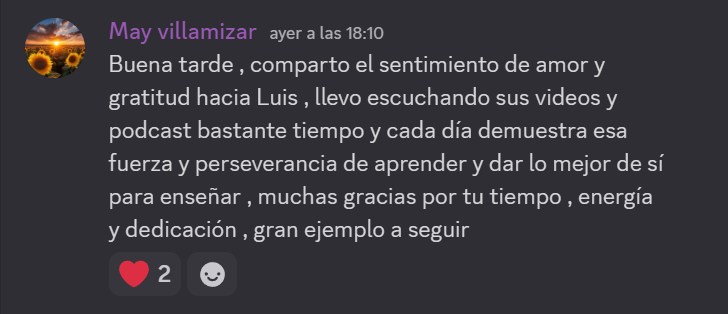 May villamizar ayer a las 18:10
Buena tarde , comparto el sentimiento de amor y
gratitud hacia Luis , llevo escuchando sus videos y
podcast bastante tiempo y cada día demuestra esa
fuerza y perseverancia de aprender y dar lo mejor de sí
para enseñar , muchas gracias por tu tiempo , energía
y dedicación , gran ejemplo a seguir
2